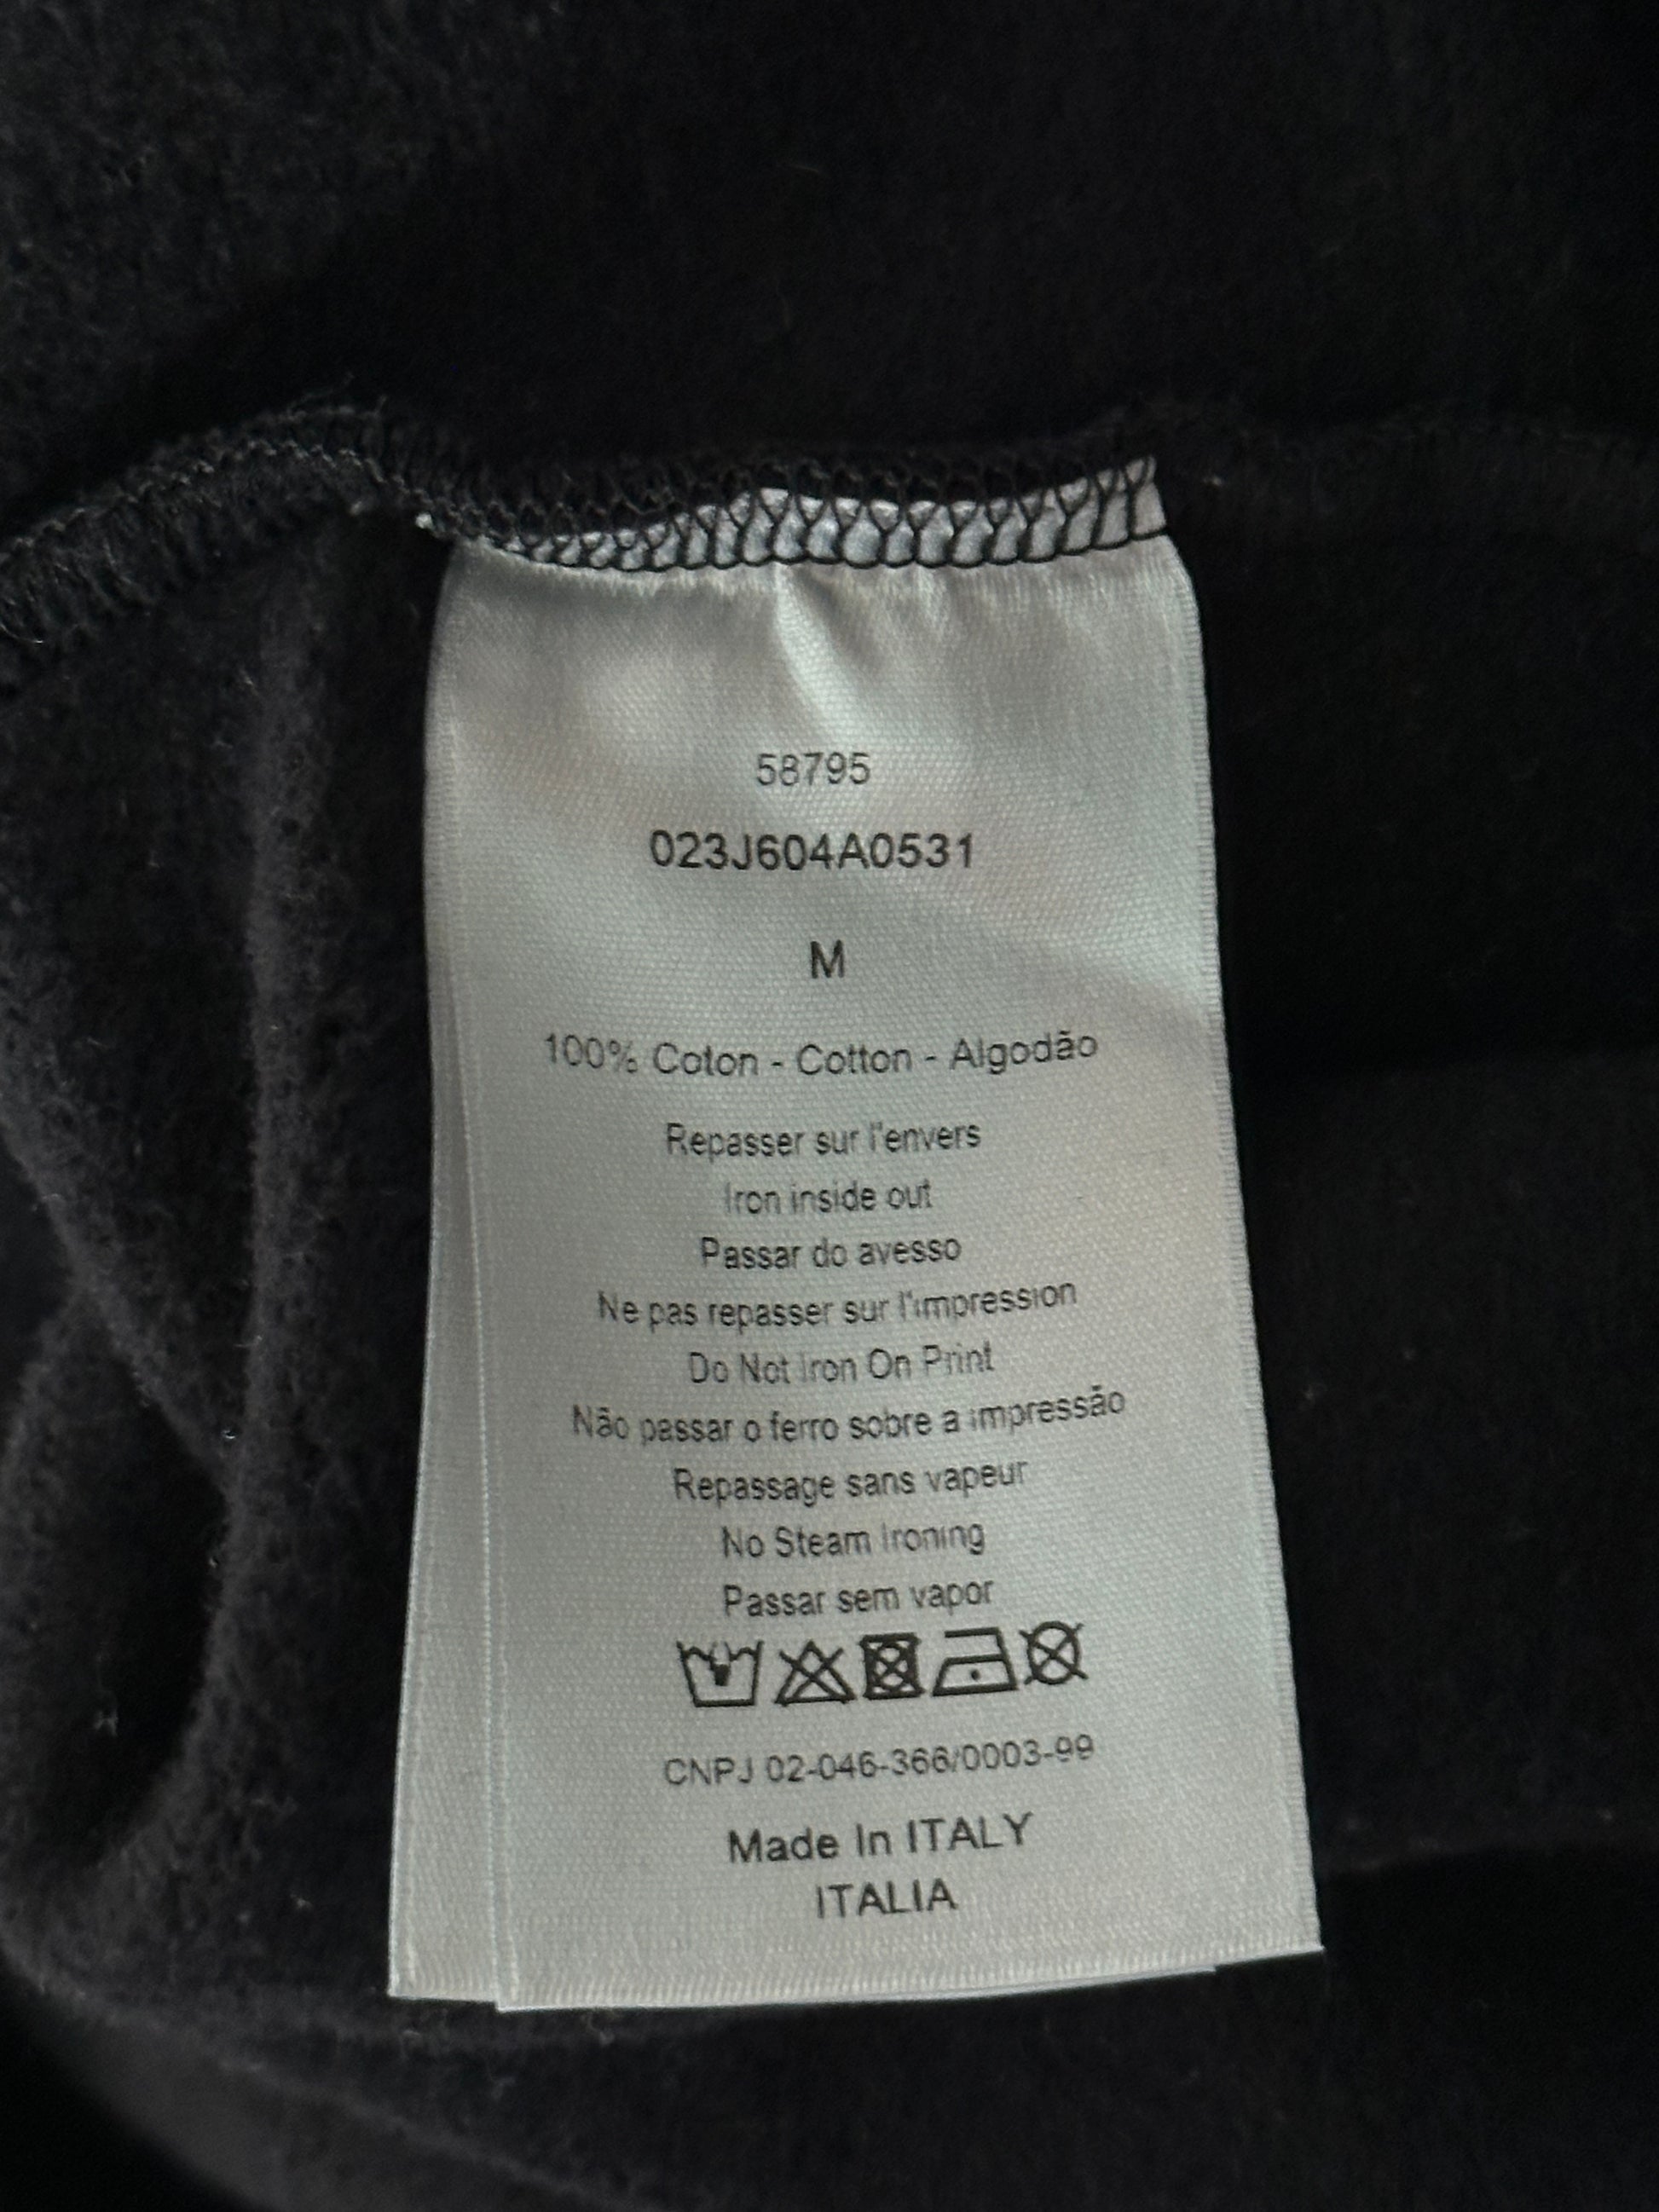 58795
023J604A0531
M
100% Coton - Cotton - Algodão
Repasser sur l'envers
Iron inside out
Passar do avesso
Ne pas repasser sur l'impression
Do Not Iron On Print
Não passar o ferro sobre a impressão
Repassage sans vapeur
No Steam Ironing
Passar sem vapor
CNPJ 02-046-366/0003-99
Made In ITALY
ITALIA